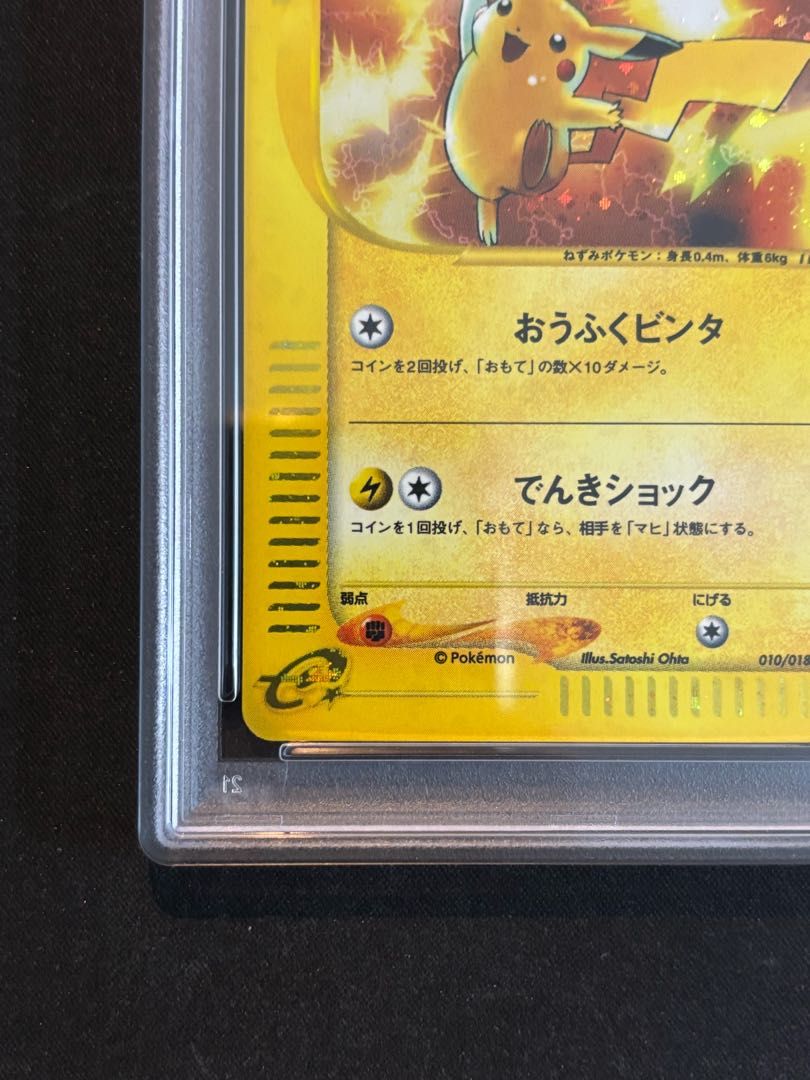 ねずみポケモン：身長0.4m、体重6kg
おうふくビンタ
コインを2回投げ、「おもて」の数×10ダメージ。
でんきショック
コインを1回投げ、「おもて」なら、相手を「マヒ」状態にする。
弱点 抵抗力 にげる
© Pokémon Illus.Satoshi Ohta 010/018
e
21